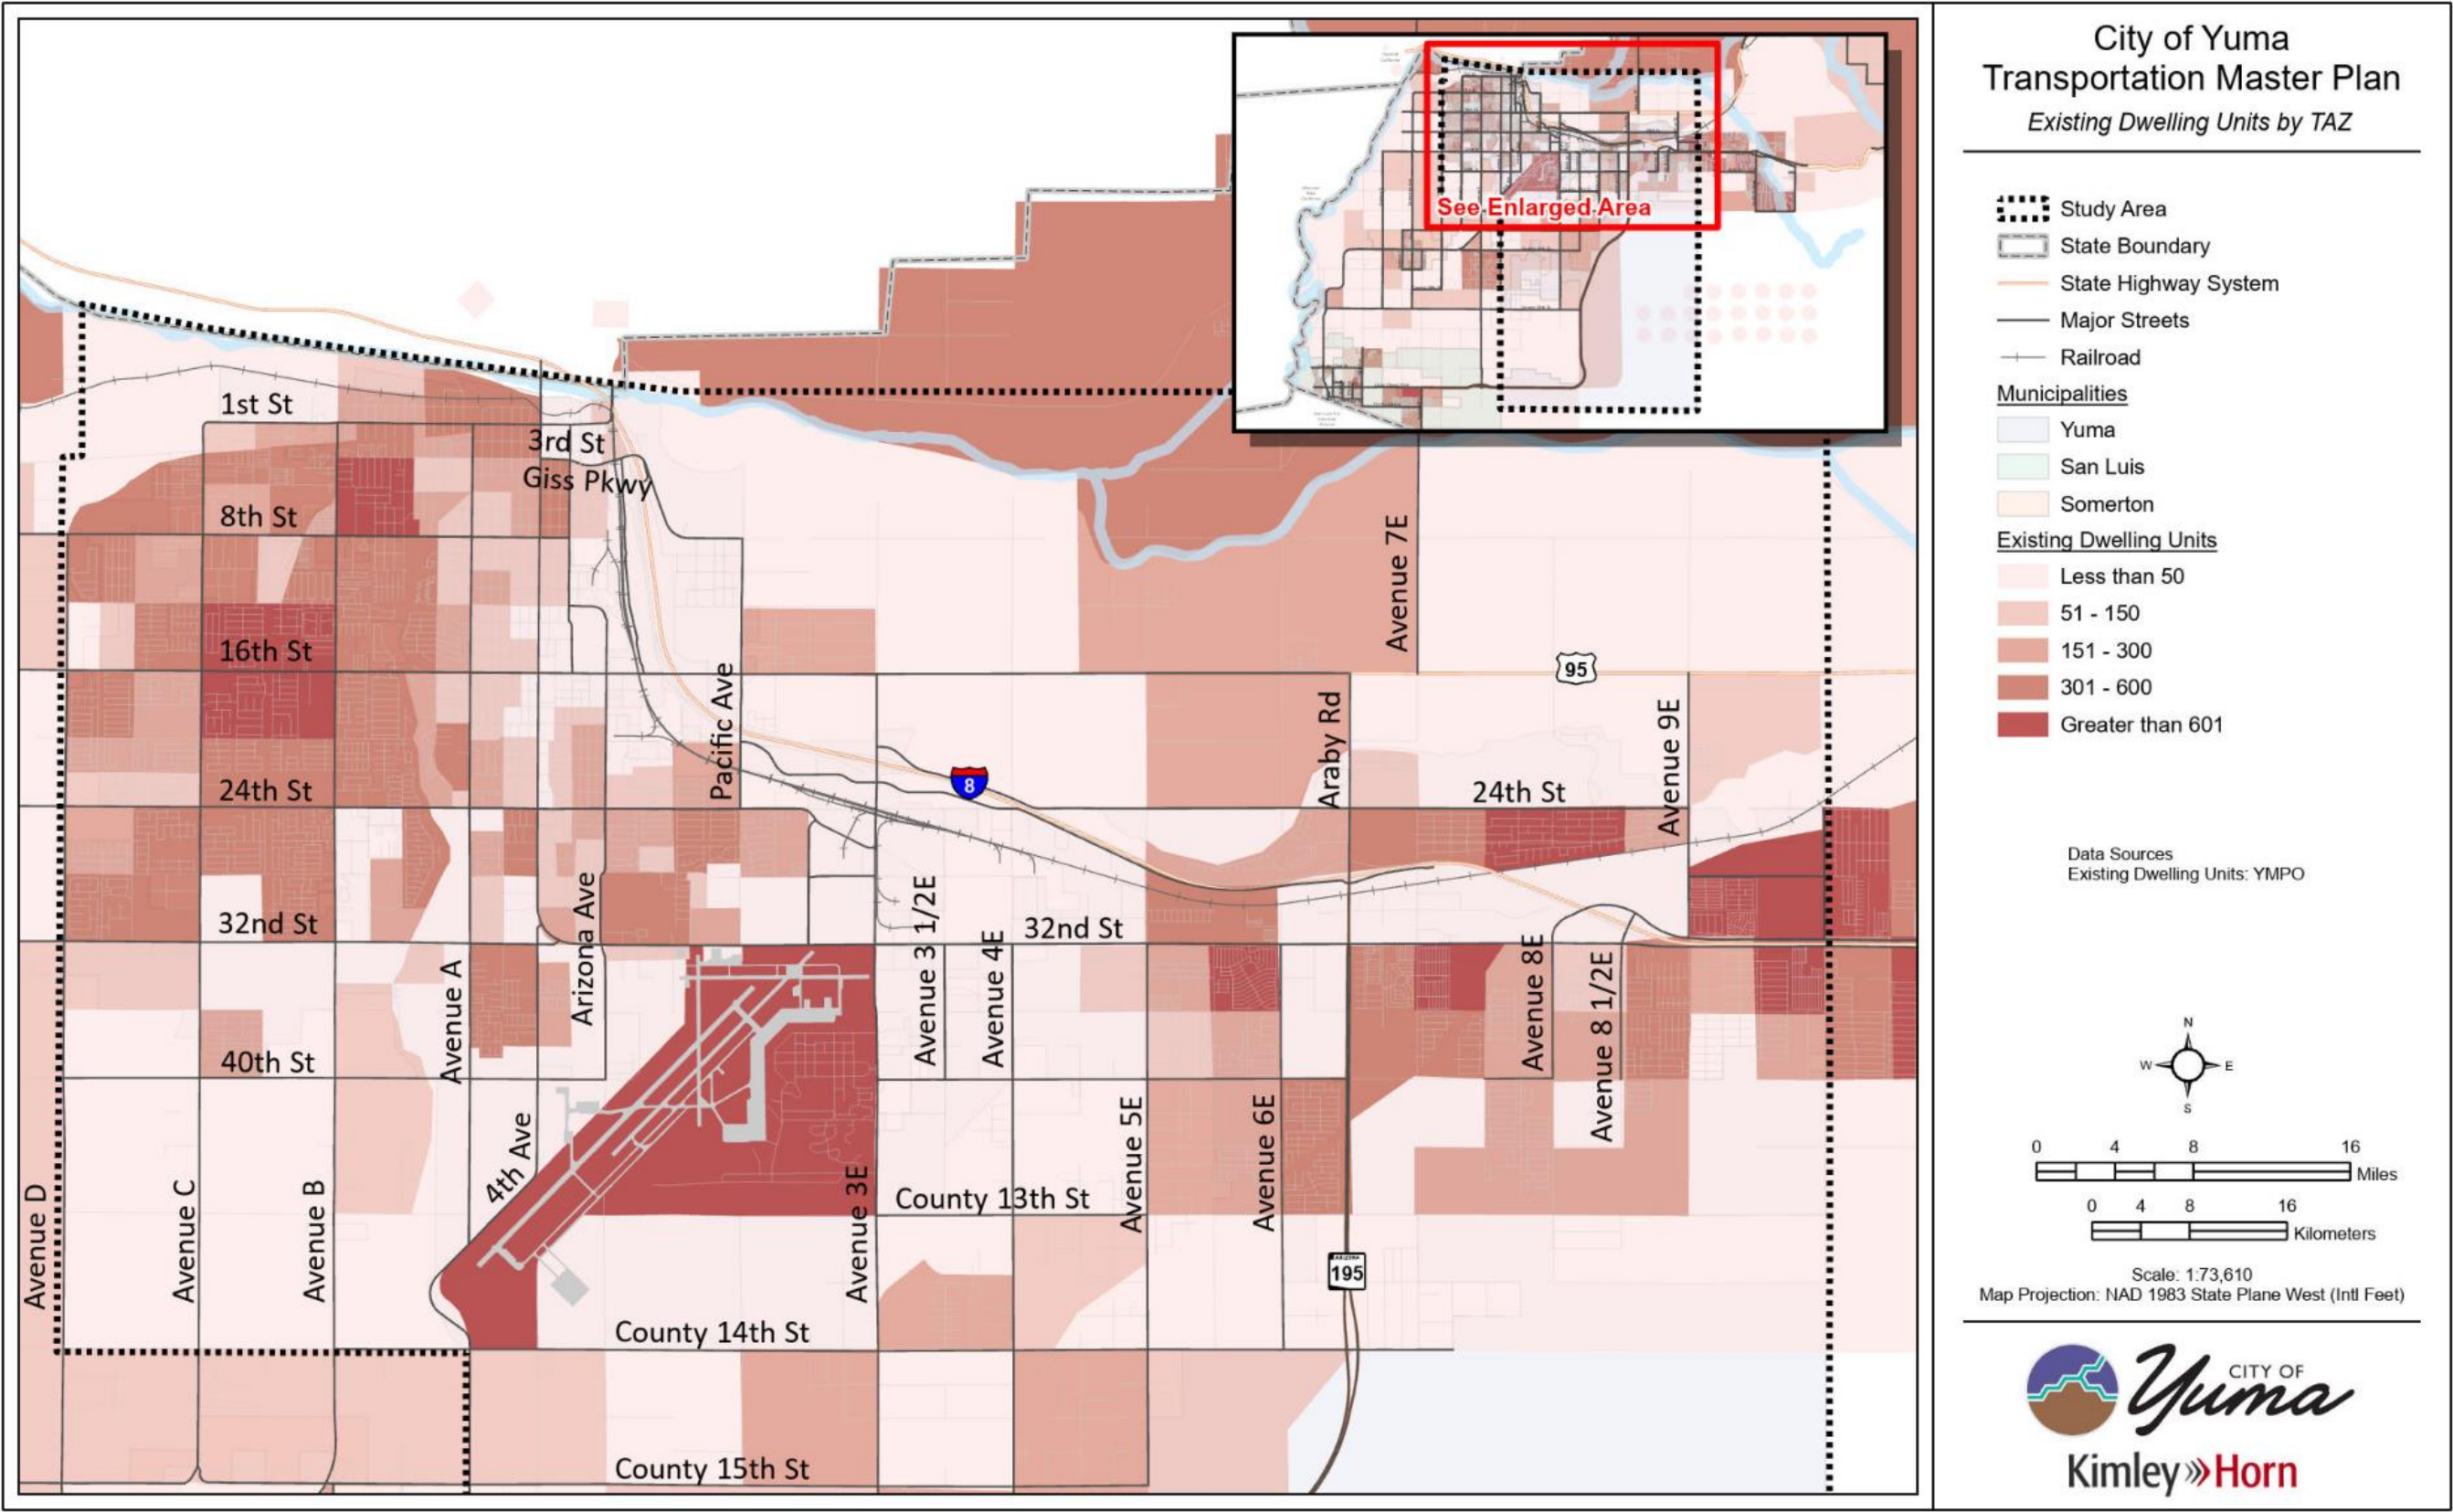 City of Yuma
Transportation Master Plan
Existing Dwelling Units by TAZ
Study Area
State Boundary
State Highway System
Major Streets
Railroad
Municipalities
Yuma
San Luis
Somerton
Existing Dwelling Units
Less than 50
51 - 150
151 - 300
301 - 600
Greater than 601
Data Sources
Existing Dwelling Units: YMPO
N
W E
S
0 4 8 16
Miles
0 4 8 16
Kilometers
Scale: 1:73,610
Map Projection: NAD 1983 State Plane West (Intl Feet)
CITY OF
Yuma
Kimley»Horn
See Enlarged Area
1st St
3rd St
Giss Pkwy
8th St
16th St
24th St
32nd St
40th St
Avenue D
Avenue C
Avenue B
Avenue A
4th Ave
Arizona Ave
Pacific Ave
Avenue 3E
Avenue 3 1/2E
Avenue 4E
Avenue 5E
Avenue 6E
Araby Rd
Avenue 7E
Avenue 8E
Avenue 8 1/2E
Avenue 9E
24th St
32nd St
County 13th St
County 14th St
County 15th St
8
95
ARIZONA
195